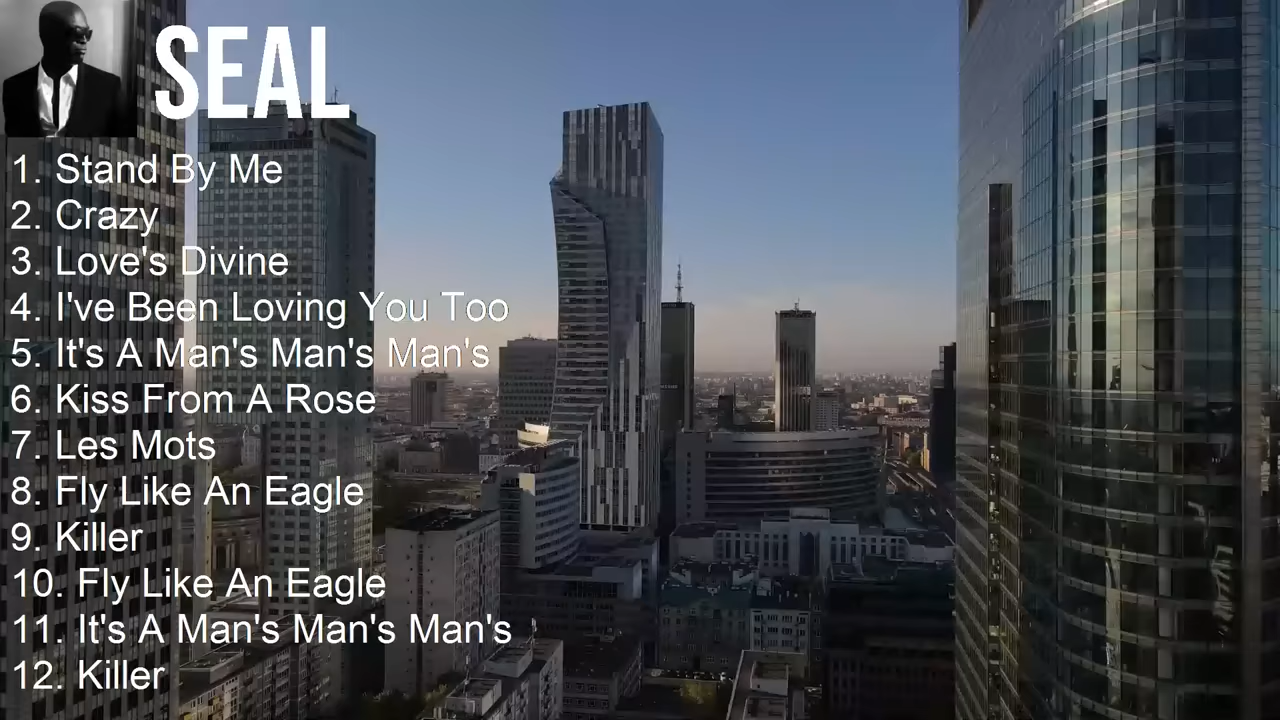 SEAL
1. Stand By Me
2. Crazy
3. Love's Divine
4. I've Been Loving You Too
5. It's A Man's Man's Man's
6. Kiss From A Rose
7. Les Mots
8. Fly Like An Eagle
9. Killer
10. Fly Like An Eagle
11. It's A Man's Man's Man's
12. Killer